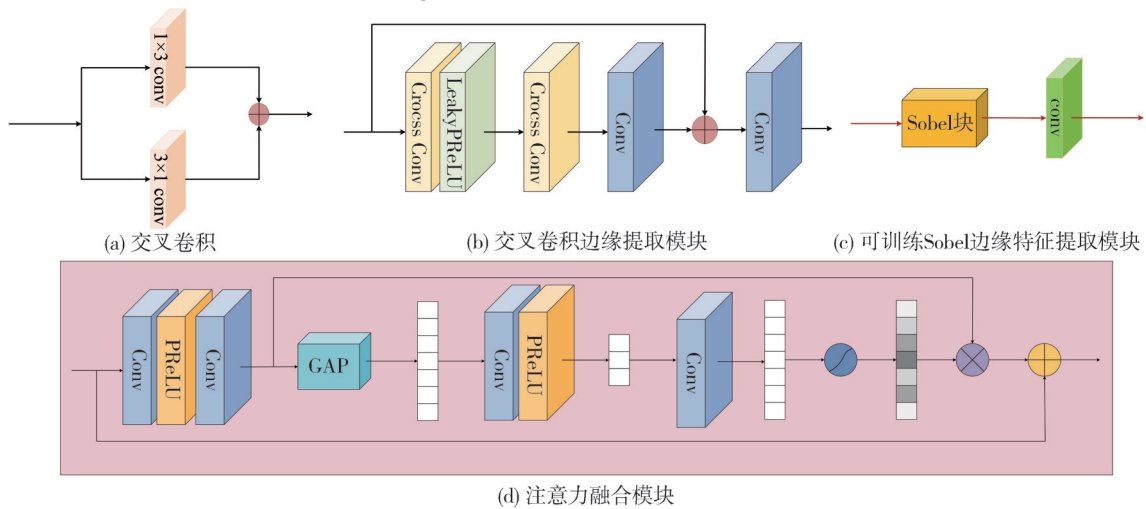 1×3 conv
3×1 conv
(a) 交叉卷积
Crocss Conv
LeakyPReLU
Crocss Conv
Conv
Conv
(b) 交叉卷积边缘提取模块
Sobel块
conv
(c) 可训练Sobel边缘特征提取模块
Conv
PReLU
Conv
GAP
Conv
PReLU
Conv
(d) 注意力融合模块